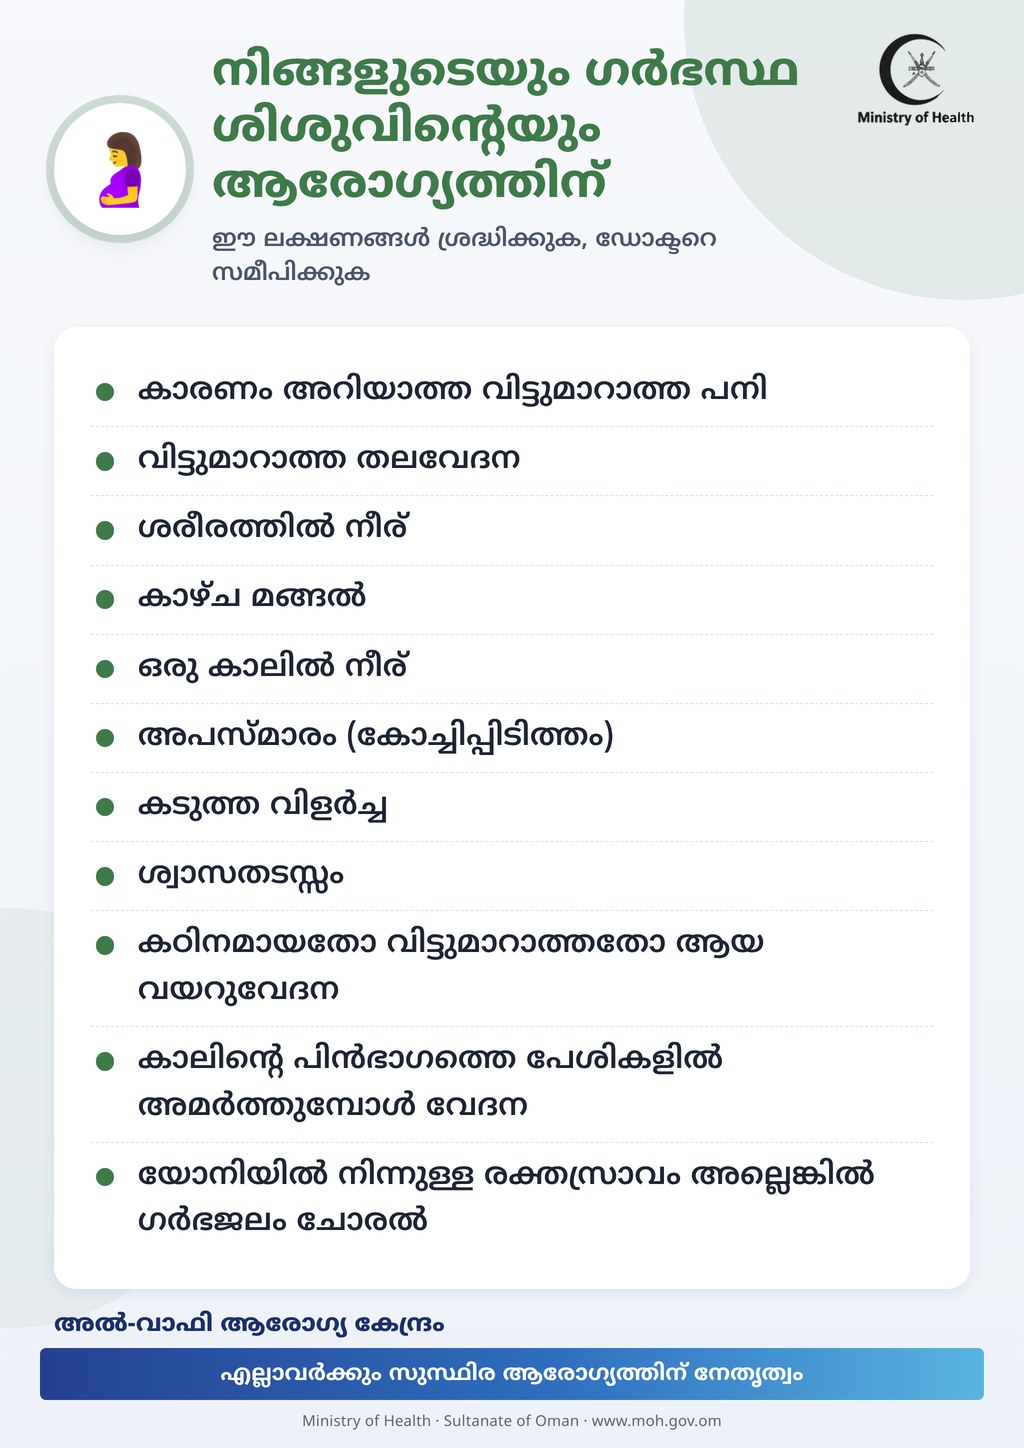 നിങ്ങളുടെയും ഗർഭസ്ഥ
ശിശുവിന്റെയും
ആരോഗ്യത്തിന്
ഈ ലക്ഷണങ്ങൾ ശ്രദ്ധിക്കുക, ഡോക്ടറെ
സമീപിക്കുക
Ministry of Health
കാരണം അറിയാത്ത വിട്ടുമാറാത്ത പനി
വിട്ടുമാറാത്ത തലവേദന
ശരീരത്തിൽ നീര്
കാഴ്ച മങ്ങൽ
ഒരു കാലിൽ നീര്
അപസ്മാരം (കോച്ചിപ്പിടിത്തം)
കടുത്ത വിളർച്ച
ശ്വാസതടസ്സം
കഠിനമായതോ വിട്ടുമാറാത്തതോ ആയ
വയറുവേദന
കാലിന്റെ പിൻഭാഗത്തെ പേശികളിൽ
അമർത്തുമ്പോൾ വേദന
യോനിയിൽ നിന്നുള്ള രക്തസ്രാവം അല്ലെങ്കിൽ
ഗർഭജലം ചോരൽ
അൽ-വാഫി ആരോഗ്യ കേന്ദ്രം
എല്ലാവർക്കും സുസ്ഥിര ആരോഗ്യത്തിന് നേതൃത്വം
Ministry of Health · Sultanate of Oman · www.moh.gov.om